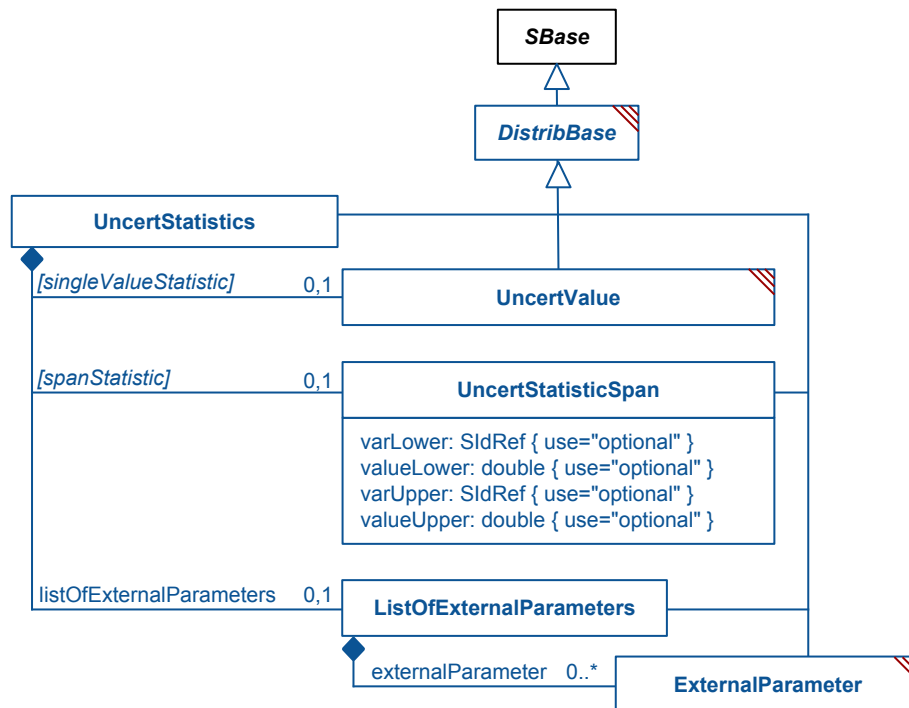 SBase
DistribBase
UncertStatistics
[singleValueStatistic] 0,1
UncertValue
[spanStatistic] 0,1
UncertStatisticSpan
varLower: SIdRef { use="optional" }
valueLower: double { use="optional" }
varUpper: SIdRef { use="optional" }
valueUpper: double { use="optional" }
listOfExternalParameters 0,1
ListOfExternalParameters
externalParameter 0..*
ExternalParameter